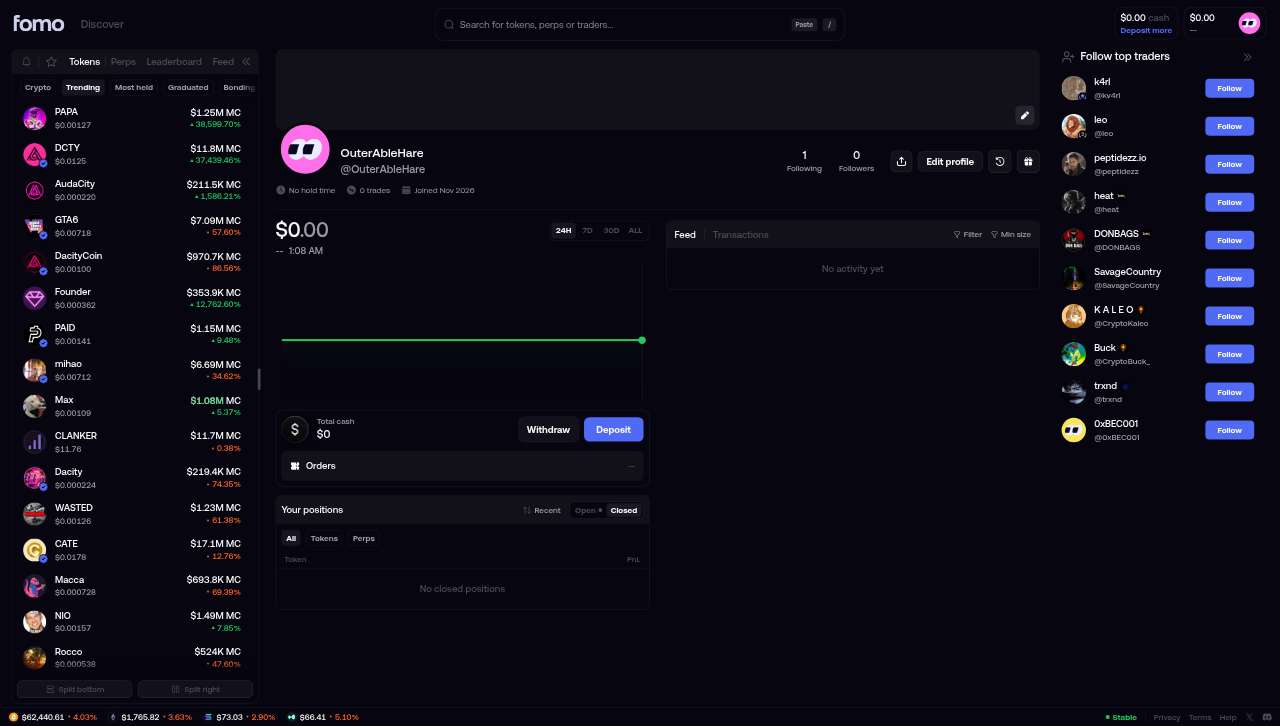 fomo
Discover
Search for tokens, perps or traders...
Paste
/
$0.00 cash
Deposit more
$0.00
—
Tokens
Perps
Leaderboard
Feed
Crypto
Trending
Most held
Graduated
Bonding
PAPA
$1.25M MC
$0.00127
38,599.70%
DCTY
$11.8M MC
$0.0125
37,439.46%
AudaCity
$211.5K MC
$0.000220
1,586.21%
GTA6
$7.09M MC
$0.00718
57.60%
DacityCoin
$970.7K MC
$0.00100
86.56%
Founder
$353.9K MC
$0.000362
12,762.60%
PAID
$1.15M MC
$0.00141
9.48%
mihao
$6.69M MC
$0.00712
34.62%
Max
$1.08M MC
$0.00109
5.37%
CLANKER
$11.7M MC
$11.76
0.38%
Dacity
$219.4K MC
$0.000224
74.35%
WASTED
$1.23M MC
$0.00126
61.38%
CATE
$17.1M MC
$0.0178
12.76%
Macca
$693.8K MC
$0.000728
69.39%
NIO
$1.49M MC
$0.00157
7.85%
Rocco
$524K MC
$0.000538
47.60%
Split bottom
Split right
OuterAbleHare
@OuterAbleHare
1
Following
0
Followers
Edit profile
No hold time
0 trades
Joined Nov 2026
$0.00
24H
7D
30D
ALL
-- 1:08 AM
Total cash
$0
Withdraw
Deposit
Orders
—
Your positions
Recent
Open
Closed
All
Tokens
Perps
Token
PnL
No closed positions
Feed
Transactions
Filter
Min size
No activity yet
Follow top traders
k4rl
@kv4rl
Follow
leo
@leo
Follow
peptidezz.io
@peptidezz
Follow
heat
@heat
Follow
DONBAGS
@DONBAGS
Follow
SavageCountry
@SavageCountry
Follow
K A L E O
@CryptoKaleo
Follow
Buck
@CryptoBuck_
Follow
trxnd
@trxnd
Follow
0xBEC001
@0xBEC001
Follow
$62,440.61 4.03%
$1,765.82 3.63%
$73.03 2.90%
$66.41 5.10%
Stable
Privacy
Terms
Help